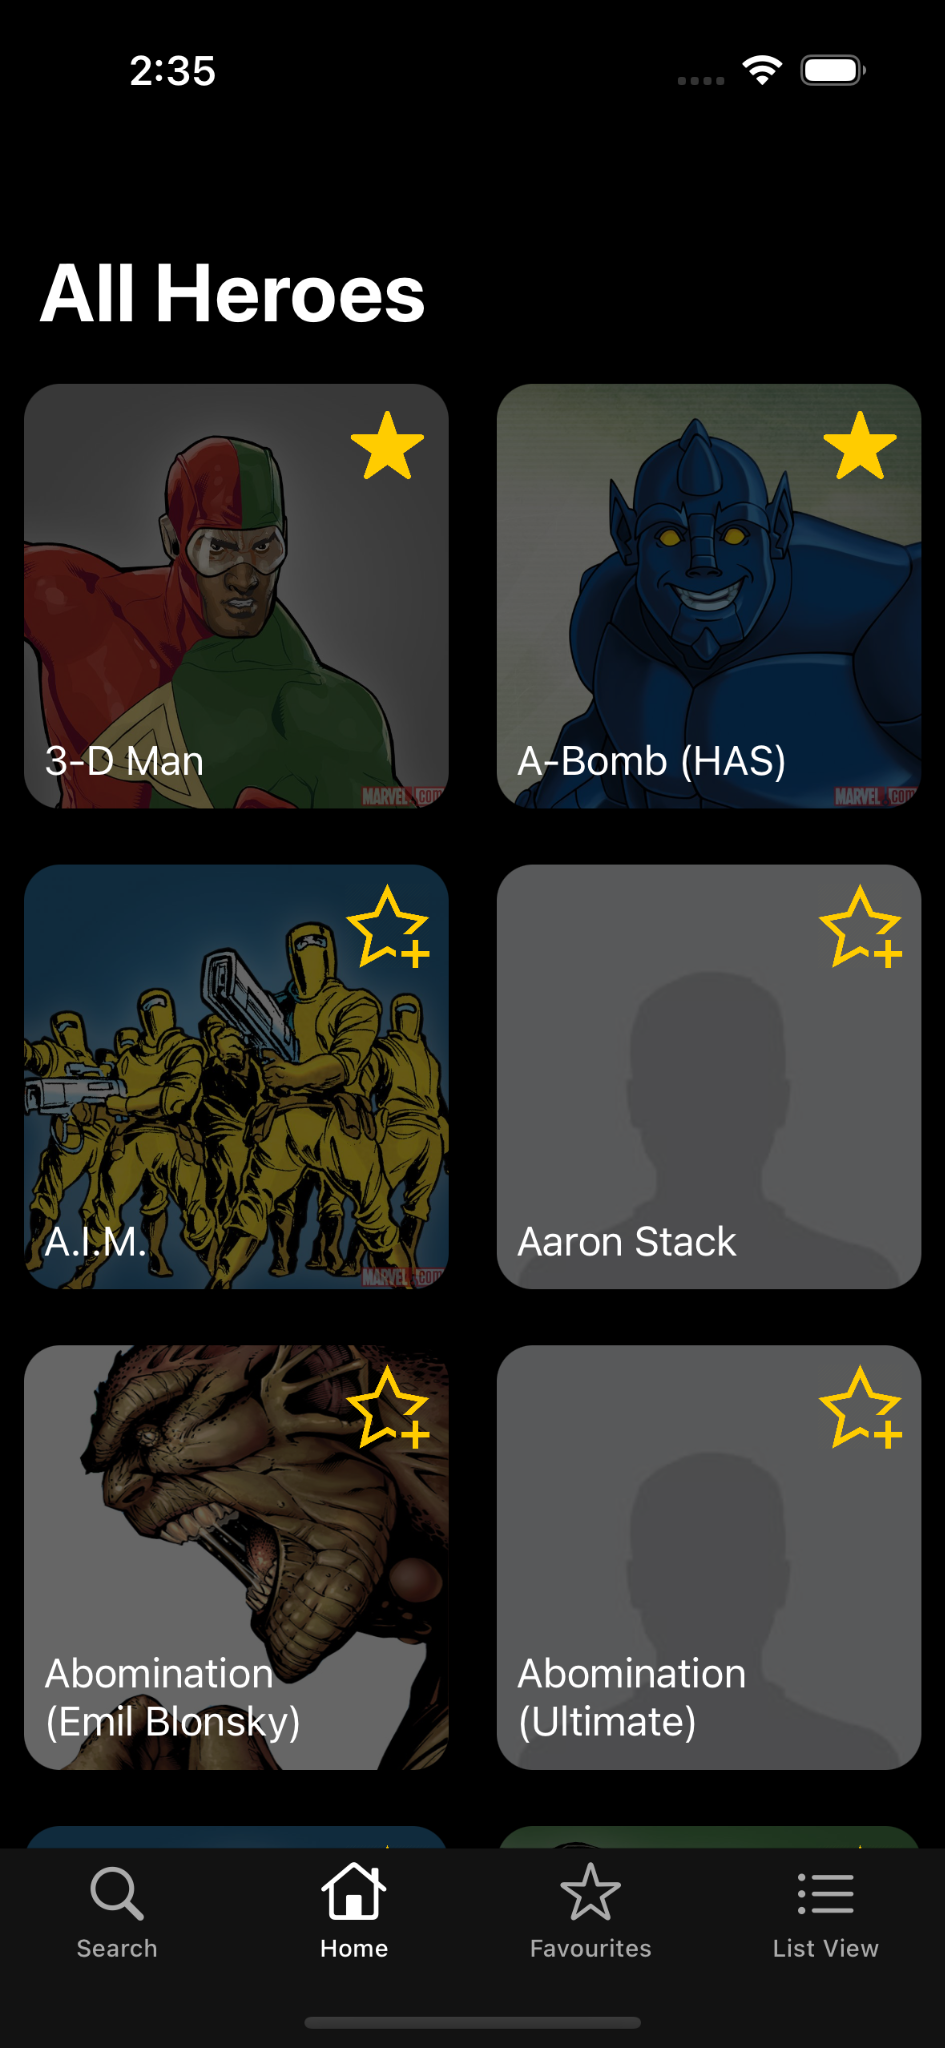 2:35
All Heroes
3-D Man
MARVEL.COM
A-Bomb (HAS)
MARVEL.COM
A.I.M.
MARVEL.COM
Aaron Stack
Abomination
(Emil Blonsky)
Abomination
(Ultimate)
Search
Home
Favourites
List View